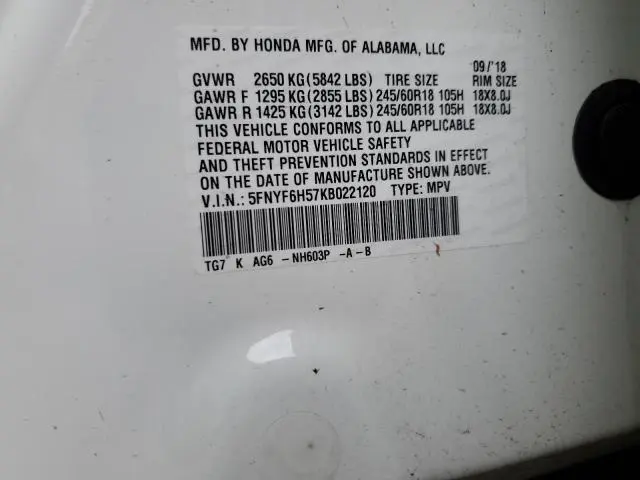 MFD. BY HONDA MFG. OF ALABAMA, LLC
09/'18
GVWR 2650 KG(5842 LBS) TIRE SIZE RIM SIZE
GAWR F 1295 KG(2855 LBS) 245/60R18 105H 18X8.0J
GAWR R 1425 KG(3142 LBS) 245/60R18 105H 18X8.0J
THIS VEHICLE CONFORMS TO ALL APPLICABLE
FEDERAL MOTOR VEHICLE SAFETY
AND THEFT PREVENTION STANDARDS IN EFFECT
ON THE DATE OF MANUFACTURE SHOWN ABOVE.
V.I.N.: 5FNYF6H57KB022120 TYPE: MPV
TG7 K AG6 - NH603P -A-B